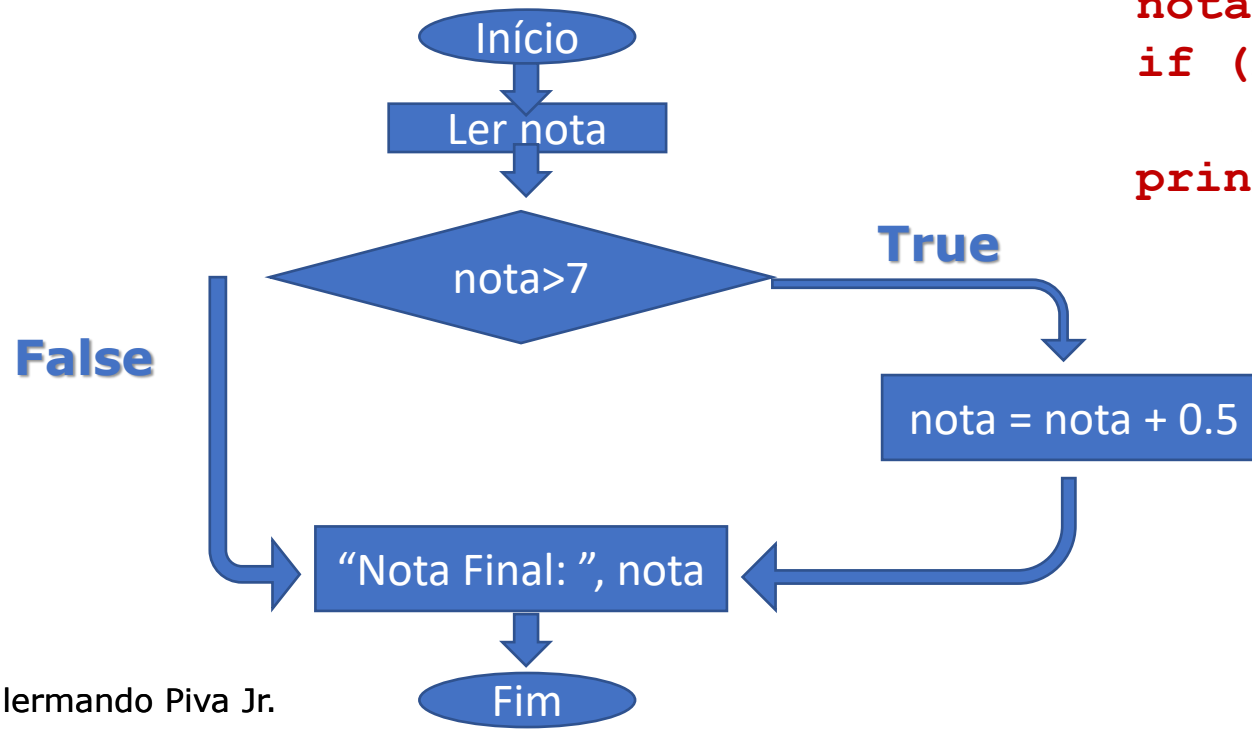 Início
nota
if (
Ler nota
prin
True
nota>7
False
nota = nota + 0.5
“Nota Final: ”, nota
lermando Piva Jr.
Fim